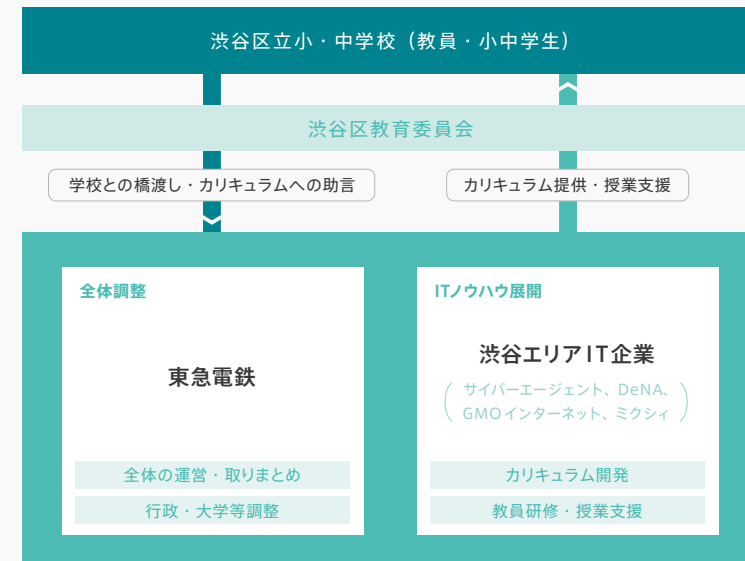 渋谷区立小・中学校（教員・小中学生）
渋谷区教育委員会
学校との橋渡し・カリキュラムへの助言
カリキュラム提供・授業支援
全体調整
東急電鉄
全体の運営・取りまとめ
行政・大学等調整
ITノウハウ展開
渋谷エリアIT企業
（サイバーエージェント、DeNA、
GMOインターネット、ミクシィ）
カリキュラム開発
教員研修・授業支援